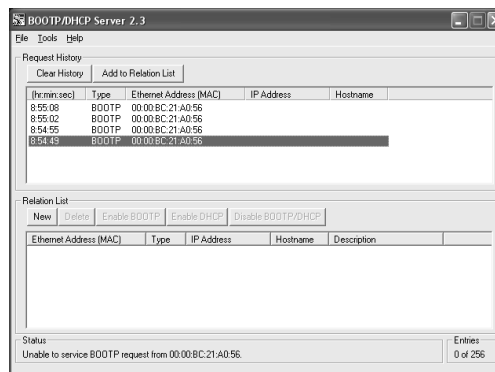 BOOTP/DHCP Server 2.3
File Tools Help
Request History
Clear History Add to Relation List
(hr:min:sec) Type Ethernet Address (MAC) IP Address Hostname
8:55:08 BOOTP 00:00:BC:21:A0:56
8:55:02 BOOTP 00:00:BC:21:A0:56
8:54:55 BOOTP 00:00:BC:21:A0:56
8:54:49 BOOTP 00:00:BC:21:A0:56
Relation List
New Delete Enable BOOTP Enable DHCP Disable BOOTP/DHCP
Ethernet Address (MAC) Type IP Address Hostname Description
Status
Unable to service BOOTP request from 00:00:BC:21:A0:56.
Entries
0 of 256